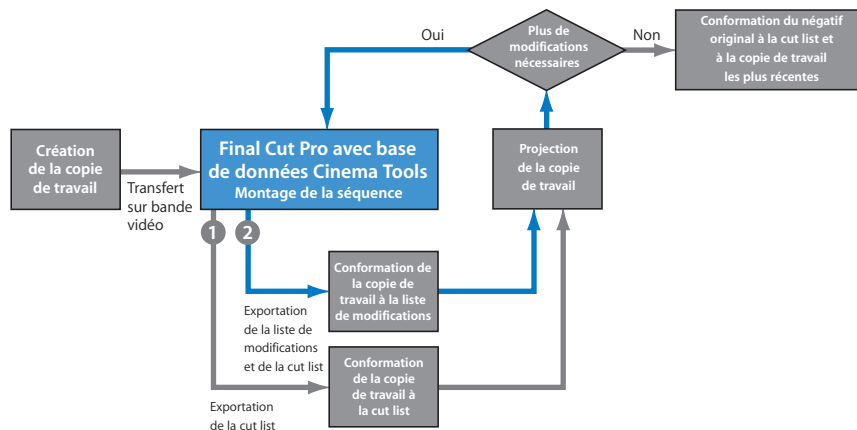 Oui
Plus de
modifications
nécessaires
Non
Conformation du négatif
original à la cut list et
à la copie de travail
les plus récentes
Création
de la copie
de travail
Transfert
sur bande
vidéo
Final Cut Pro avec base
de données Cinema Tools
Montage de la séquence
Projection
de la copie
de travail
1
2
Conformation de
la copie de
travail à la liste
de modifications
Exportation
de la liste de
modifications
et de la cut list
Conformation
de la copie
de travail à
la cut list
Exportation
de la cut list